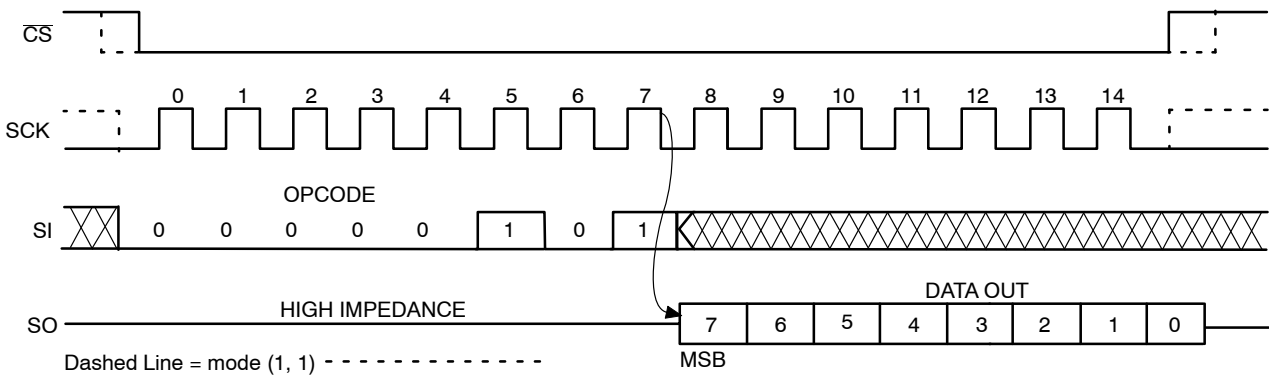 CS
SCK 0 1 2 3 4 5 6 7 8 9 10 11 12 13 14
OPCODE
SI 0 0 0 0 0 1 0 1
DATA OUT
HIGH IMPEDANCE
SO 7 6 5 4 3 2 1 0
Dashed Line = mode (1, 1)
MSB